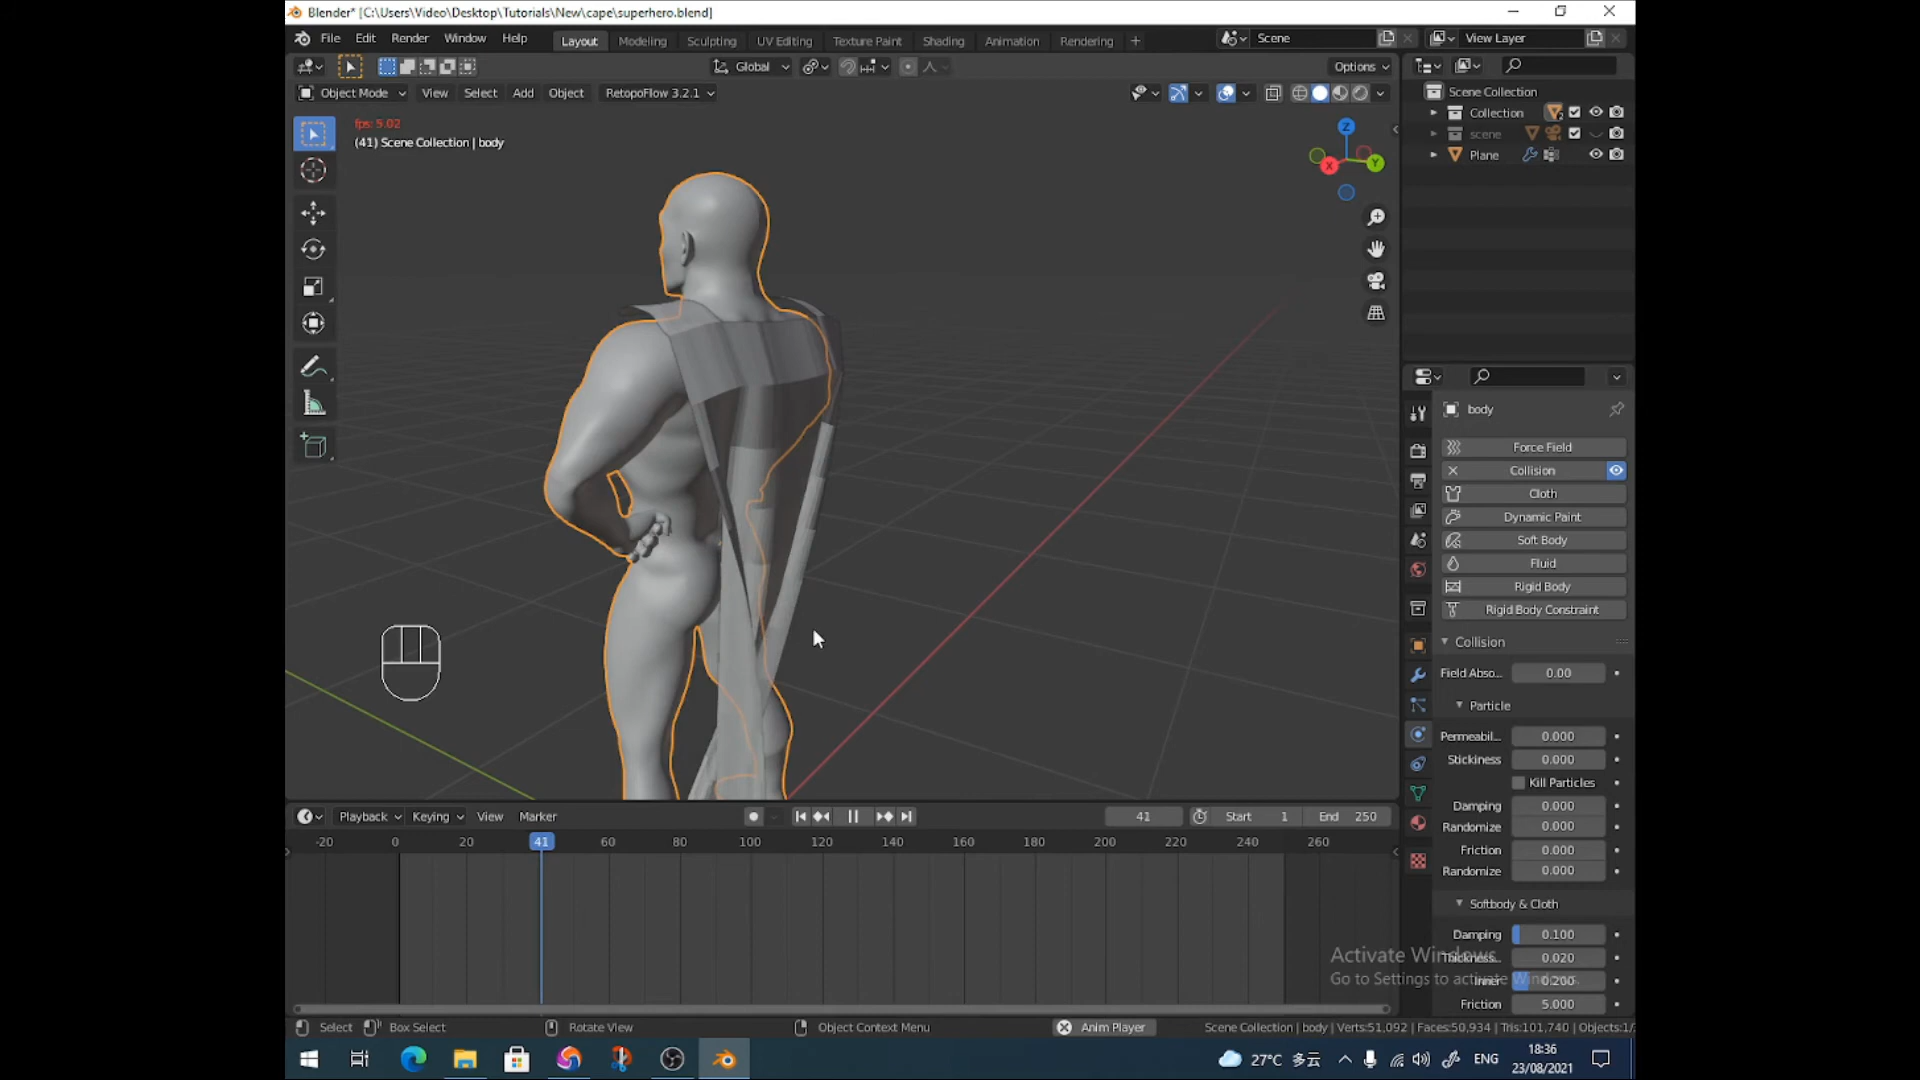 Blender* [C:\Users\Video\Desktop\Tutorials\New\cape\superhero.blend]
File Edit Render Window Help Layout Modeling Sculpting UV Editing Texture Paint Shading Animation Rendering + Scene View Layer
Global Options
Object Mode View Select Add Object RetopoFlow 3.2.1
Scene Collection
Collection
scene
Plane
fps: 5.02
(41) Scene Collection | body
Z
X
Y
body
Force Field
Collision
Cloth
Dynamic Paint
Soft Body
Fluid
Rigid Body
Rigid Body Constraint
Collision
Field Abso... 0.00
Particle
Permeabil... 0.000
Stickiness 0.000
Kill Particles
Damping 0.000
Randomize 0.000
Friction 0.000
Randomize 0.000
Softbody & Cloth
Damping 0.100
Thickness.. 0.020
Inner 0.200
Friction 5.000
Activate Windows
Go to Settings to activate Windows.
Playback Keying View Marker 41 Start 1 End 250
-20 0 20 41 60 80 100 120 140 160 180 200 220 240 260
Select Box Select Rotate View Object Context Menu Anim Player Scene Collection | body | Verts:51,092 | Faces:50,934 | Tris:101,740 | Objects:1/
27°C 多云 ENG
18:36
23/08/2021